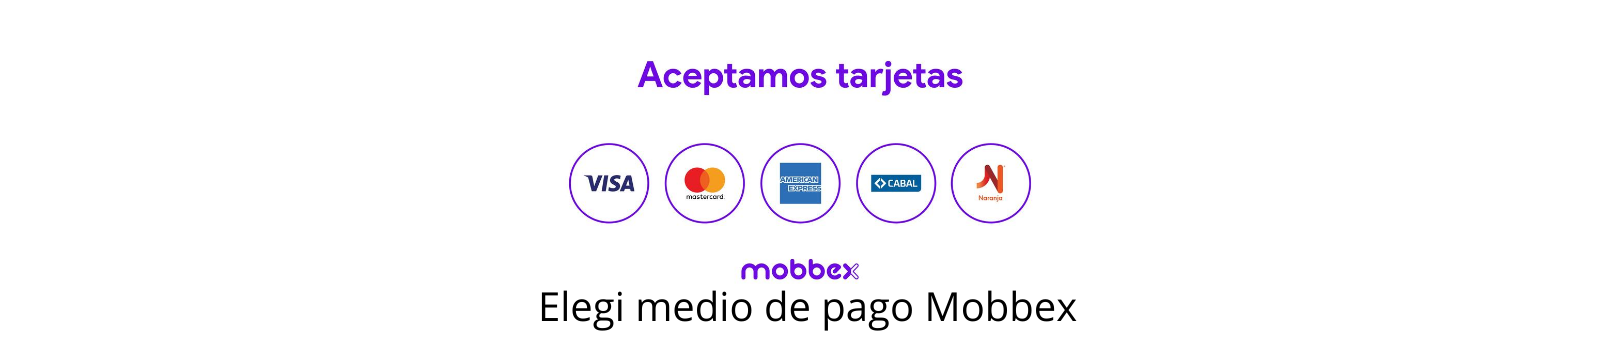 Aceptamos tarjetas
VISA
mastercard.
AMERICAN
EXPRESS
CABAL
Naranja
mobbex
Elegi medio de pago Mobbex